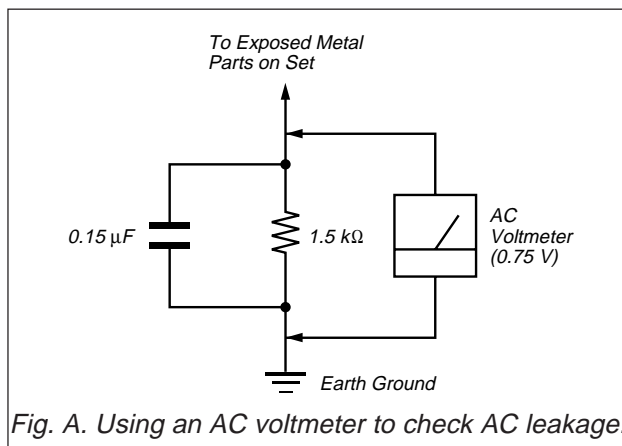 To Exposed Metal
Parts on Set
0.15 μF
1.5 kΩ
AC
Voltmeter
(0.75 V)
Earth Ground
Fig. A. Using an AC voltmeter to check AC leakage.